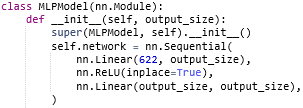 class MLPModel(nn.Module):
    def __init__(self, output_size):
        super(MLPModel, self).__init__()
        self.network = nn.Sequential(
            nn.Linear(622, output_size),
            nn.ReLU(inplace=True),
            nn.Linear(output_size, output_size),
        )